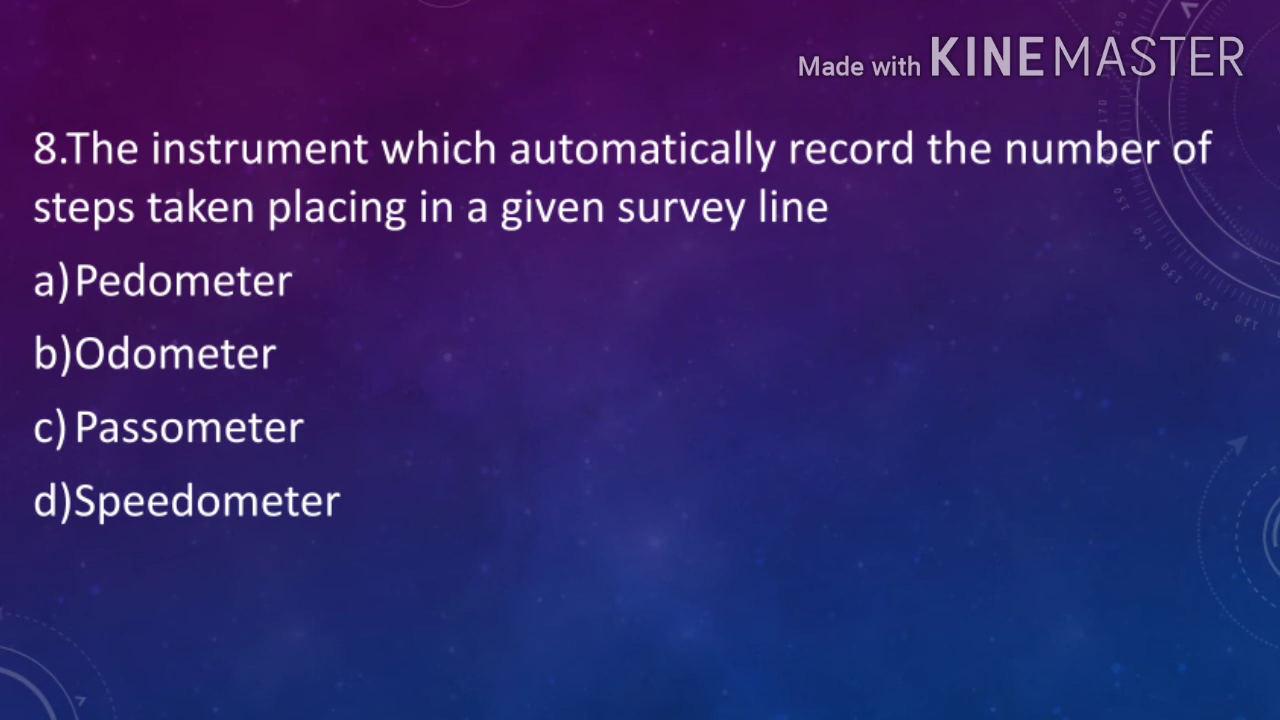 Made with KINEMASTER
8.The instrument which automatically record the number of
steps taken placing in a given survey line
a)Pedometer
b)Odometer
c) Passometer
d)Speedometer